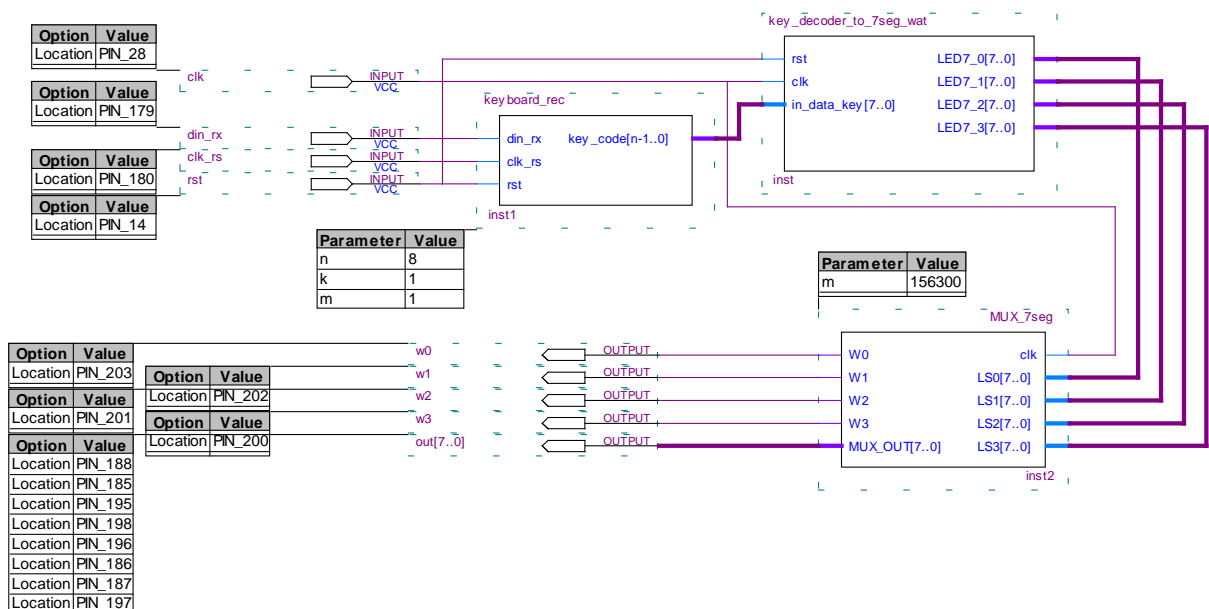 Option Value
Location PIN_28
Option Value
Location PIN_179
Option Value
Location PIN_180
Option Value
Location PIN_14
clk
INPUT
VCC
din_rx
INPUT
VCC
clk_rs
INPUT
VCC
rst
INPUT
VCC
keyboard_rec
din_rx key_code[n-1..0]
clk_rs
rst
inst1
Parameter Value
n 8
k 1
m 1
key_decoder_to_7seg_wat
rst LED7_0[7..0]
clk LED7_1[7..0]
in_data_key[7..0] LED7_2[7..0]
LED7_3[7..0]
inst
Parameter Value
m 156300
MUX_7seg
W0 clk
W1 LS0[7..0]
W2 LS1[7..0]
W3 LS2[7..0]
MUX_OUT[7..0] LS3[7..0]
inst2
w0 OUTPUT
w1 OUTPUT
w2 OUTPUT
w3 OUTPUT
out[7..0] OUTPUT
Option Value
Location PIN_203
Option Value
Location PIN_202
Option Value
Location PIN_201
Option Value
Location PIN_200
Option Value
Location PIN_188
Location PIN_185
Location PIN_195
Location PIN_198
Location PIN_196
Location PIN_186
Location PIN_187
Location PIN_197